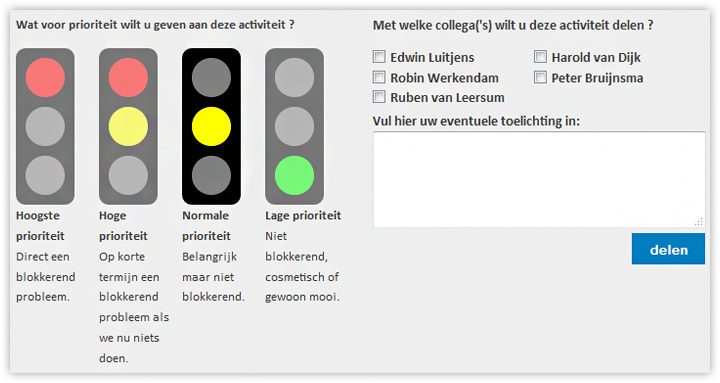 Wat voor prioriteit wilt u geven aan deze activiteit ?
Hoogste
prioriteit
Direct een
blokkerend
probleem.
Hoge
prioriteit
Op korte
termijn een
blokkerend
probleem als
we nu niets
doen.
Normale
prioriteit
Belangrijk
maar niet
blokkerend.
Lage prioriteit
Niet
blokkerend,
cosmetisch of
gewoon mooi.
Met welke collega('s) wilt u deze activiteit delen ?
Edwin Luitjens
Harold van Dijk
Robin Werkendam
Peter Bruijnsma
Ruben van Leersum
Vul hier uw eventuele toelichting in:
delen